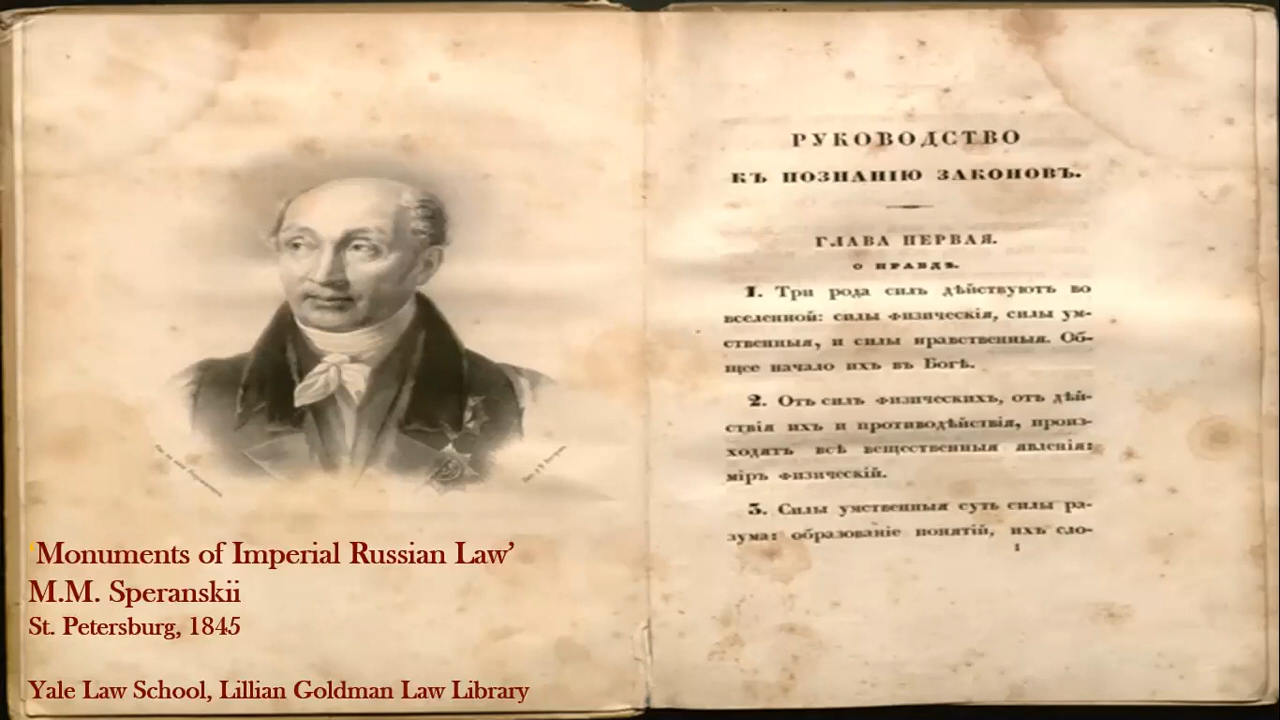 'Monuments of Imperial Russian Law'
M.M. Speranskii
St. Petersburg, 1845
Yale Law School, Lillian Goldman Law Library
РУКОВОДСТВО
КЪ ПОЗНАНІЮ ЗАКОНОВЪ.
ГЛАВА ПЕРВАЯ.
О ПРАВДѢ.
1. Три рода силъ дѣйствуютъ во
вселенной: силы физическія, силы ум-
ственныя, и силы нравственныя. Об-
щее начало ихъ въ Богѣ.
2. Отъ силъ физическихъ, отъ дѣй-
ствія ихъ и противодѣйствія, проис-
ходятъ всѣ вещественныя явленія:
міръ физическій.
3. Силы умственныя суть силы ра-
зума: образованіе понятій, ихъ сло-
1